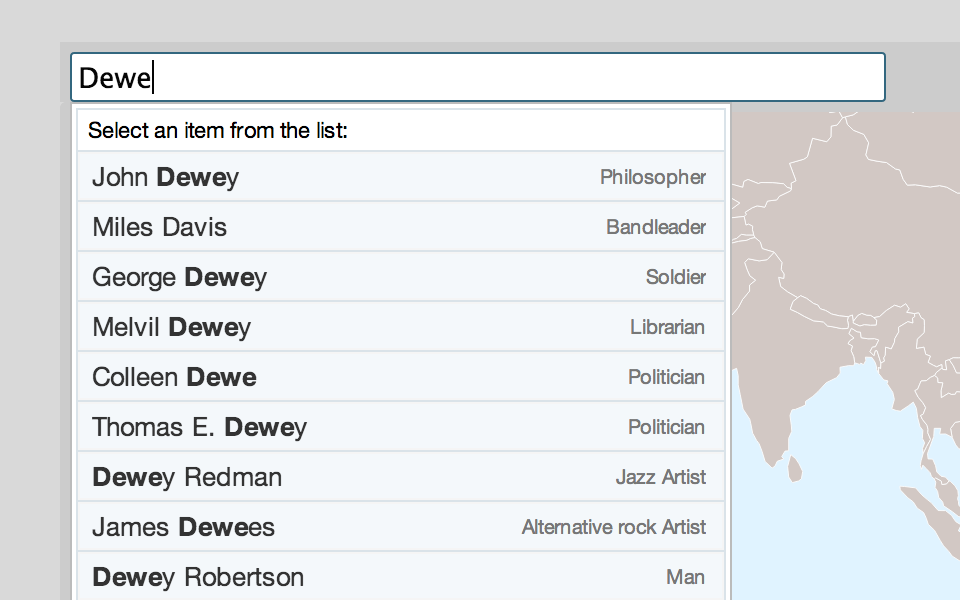 Dewe
Select an item from the list:
John Dewey Philosopher
Miles Davis Bandleader
George Dewey Soldier
Melvil Dewey Librarian
Colleen Dewe Politician
Thomas E. Dewey Politician
Dewey Redman Jazz Artist
James Dewees Alternative rock Artist
Dewey Robertson Man